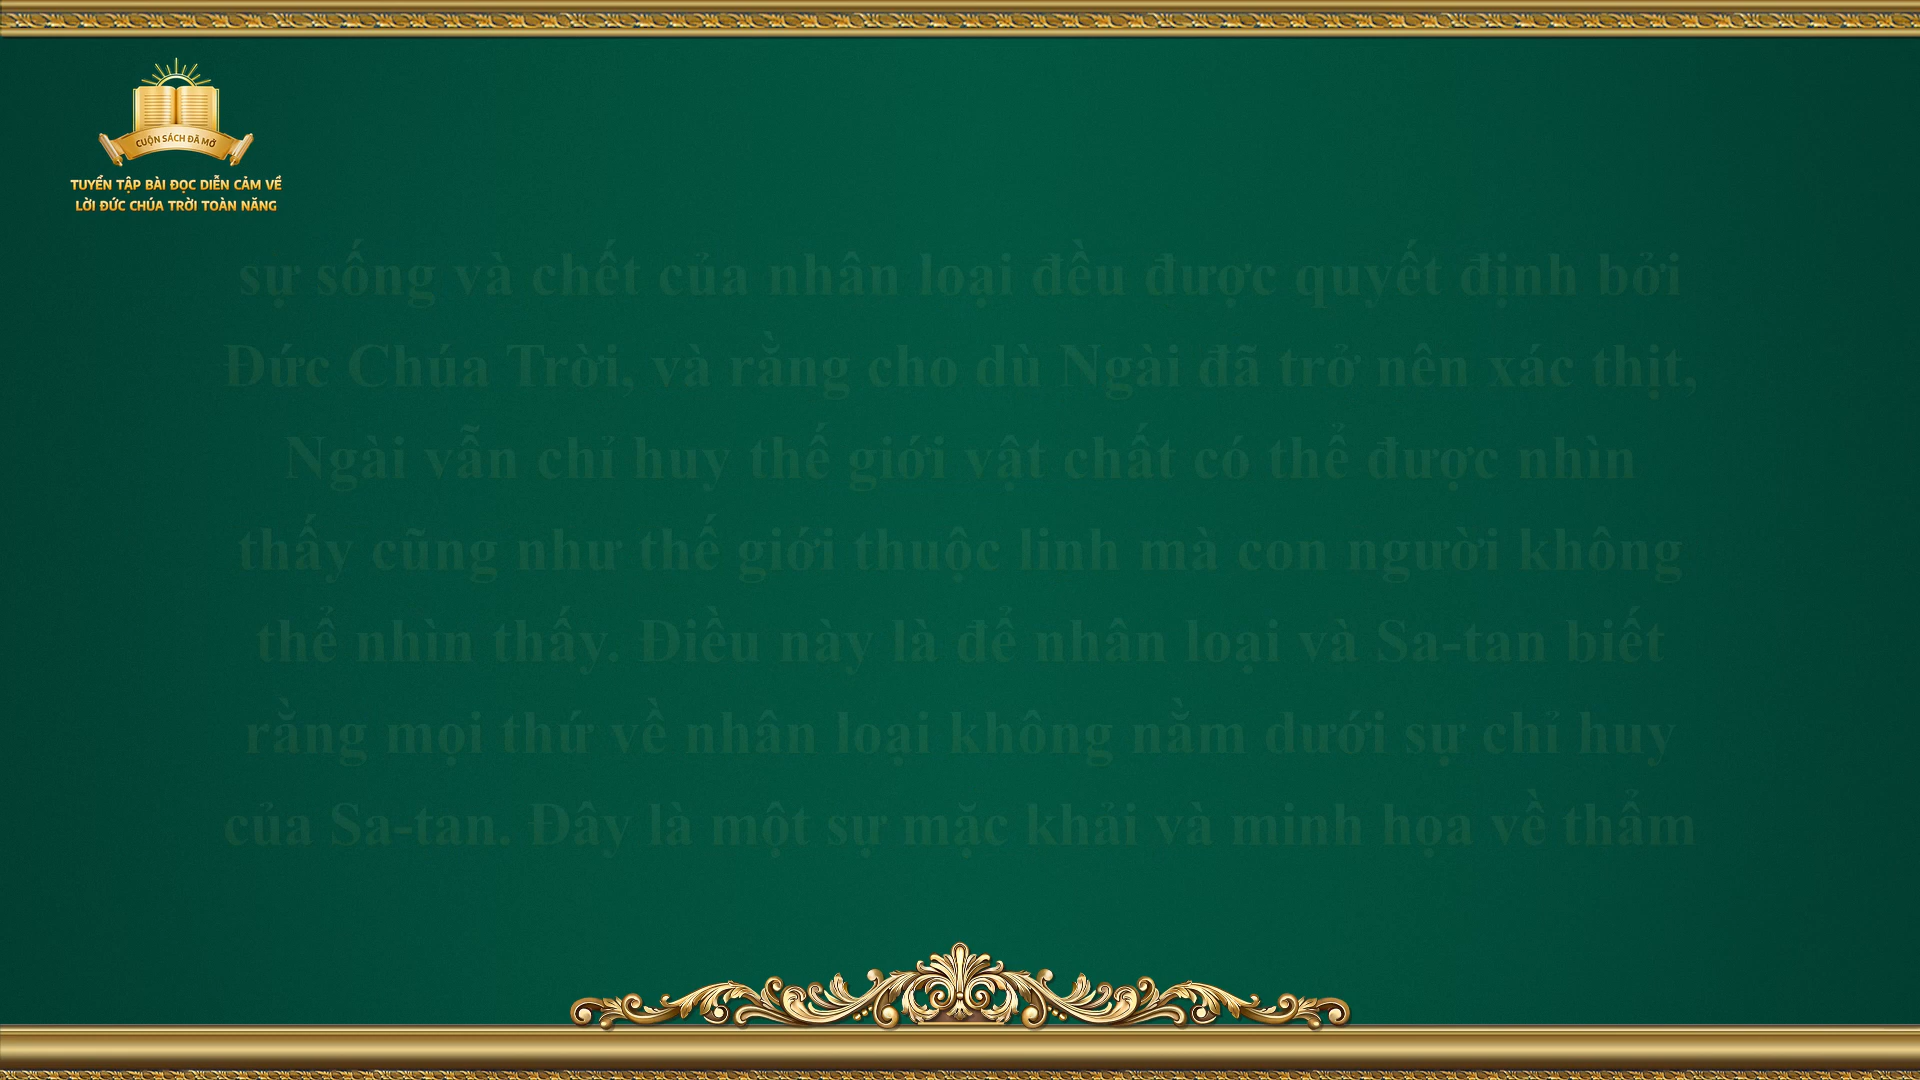 CUỘN SÁCH ĐÃ MỞ
TUYỂN TẬP BÀI ĐỌC DIỄN CẢM VỀ
LỜI ĐỨC CHÚA TRỜI TOÀN NĂNG
sự sống và chết của nhân loại đều được quyết định bởi
Đức Chúa Trời, và rằng cho dù Ngài đã trở nên xác thịt,
Ngài vẫn chỉ huy thế giới vật chất có thể được nhìn
thấy cũng như thế giới thuộc linh mà con người không
thể nhìn thấy. Điều này là để nhân loại và Sa-tan biết
rằng mọi thứ về nhân loại không nằm dưới sự chỉ huy
của Sa-tan. Đây là một sự mặc khải và minh họa về thẩm